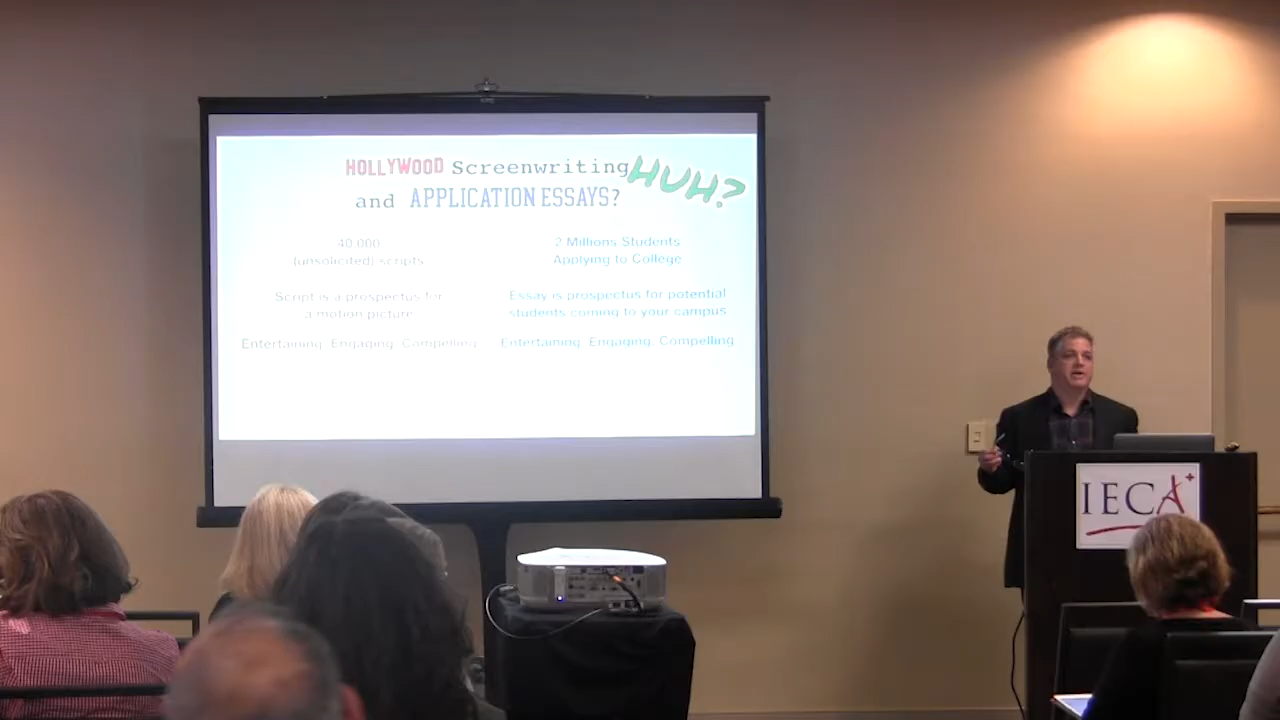 HOLLYWOOD Screenwriting HUH?
and APPLICATION ESSAYS?
40,000
(unsolicited) scripts
2 Millions Students
Applying to College
Script is a prospectus for
a motion picture
Essay is prospectus for potential
students coming to your campus
Entertaining. Engaging. Compelling.
Entertaining. Engaging. Compelling.
IECA+